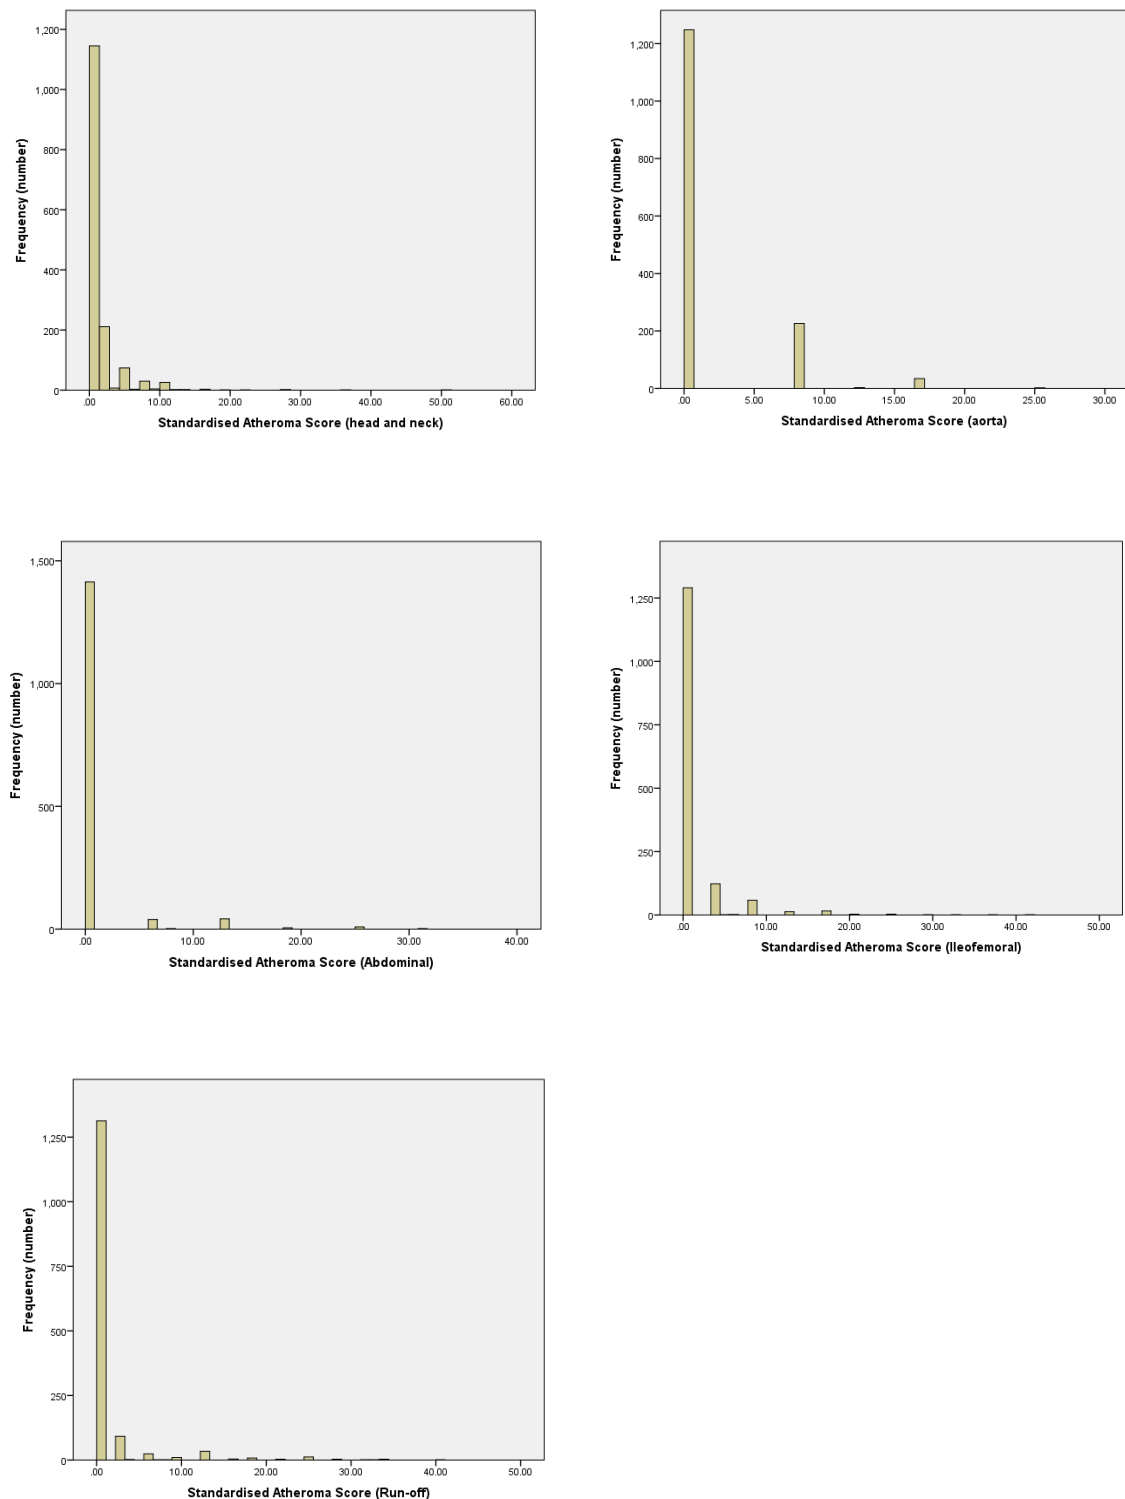 1,200
1,000
800
600
400
200
0
.00 10.00 20.00 30.00 40.00 50.00 60.00
Frequency (number)
Standardised Atheroma Score (head and neck)
1,200
1,000
800
600
400
200
0
.00 5.00 10.00 15.00 20.00 25.00 30.00
Frequency (number)
Standardised Atheroma Score (aorta)
1,500
1,000
500
0
.00 10.00 20.00 30.00 40.00
Frequency (number)
Standardised Atheroma Score (Abdominal)
1,250
1,000
750
500
250
0
.00 10.00 20.00 30.00 40.00 50.00
Frequency (number)
Standardised Atheroma Score (Ileofemoral)
1,250
1,000
750
500
250
0
.00 10.00 20.00 30.00 40.00 50.00
Frequency (number)
Standardised Atheroma Score (Run-off)